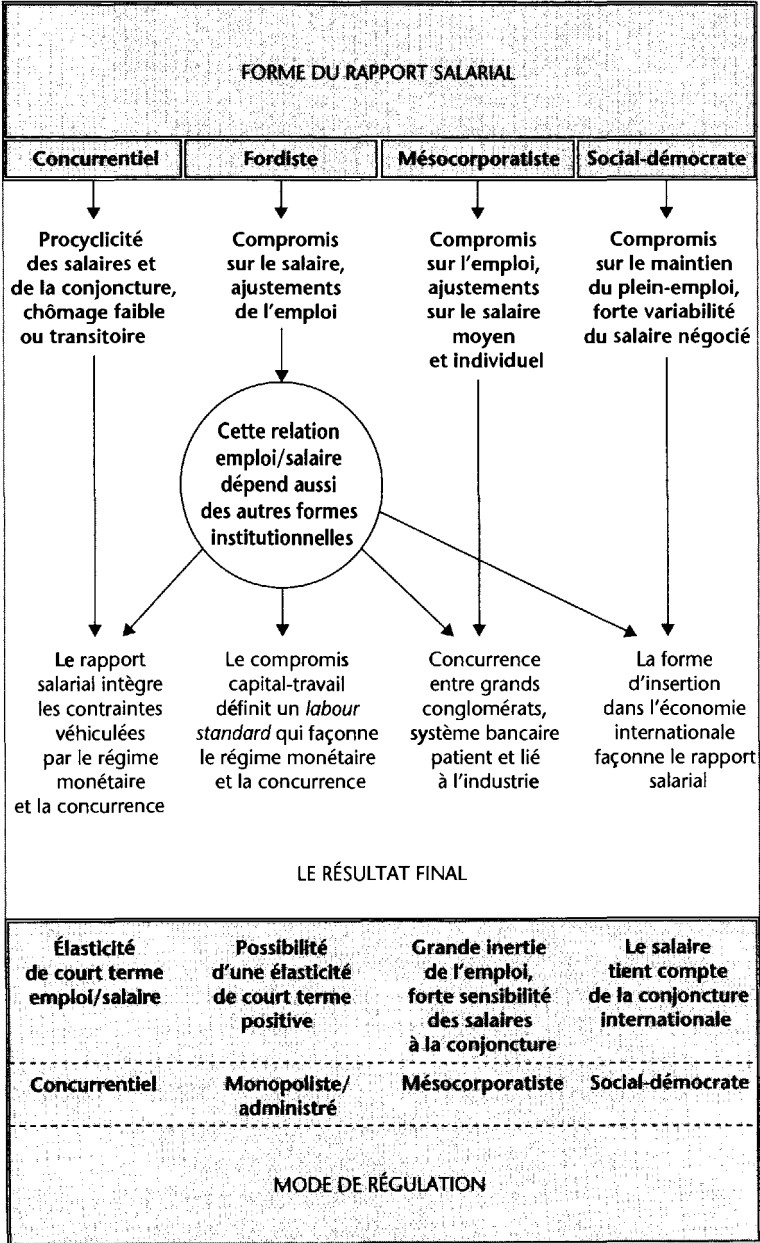 FORME DU RAPPORT SALARIAL
Concurrentiel
Fordiste
Mésocorporatiste
Social-démocrate
Procyclicité
des salaires et
de la conjoncture,
chômage faible
ou transitoire
Compromis
sur le salaire,
ajustements
de l'emploi
Compromis
sur l'emploi,
ajustements
sur le salaire
moyen
et individuel
Compromis
sur le maintien
du plein-emploi,
forte variabilité
du salaire négocié
Cette relation
emploi/salaire
dépend aussi
des autres formes
institutionnelles
Le rapport
salarial intègre
les contraintes
véhiculées
par le régime
monétaire
et la concurrence
Le compromis
capital-travail
définit un labour
standard qui façonne
le régime monétaire
et la concurrence
Concurrence
entre grands
conglomérats,
système bancaire
patient et lié
à l'industrie
La forme
d'insertion
dans l'économie
internationale
façonne le rapport
salarial
LE RÉSULTAT FINAL
Élasticité
de court terme
emploi/salaire
Possibilité
d'une élasticité
de court terme
positive
Grande inertie
de l'emploi,
forte sensibilité
des salaires
à la conjoncture
Le salaire
tient compte
de la conjoncture
internationale
Concurrentiel
Monopoliste/
administré
Mésocorporatiste
Social-démocrate
MODE DE RÉGULATION